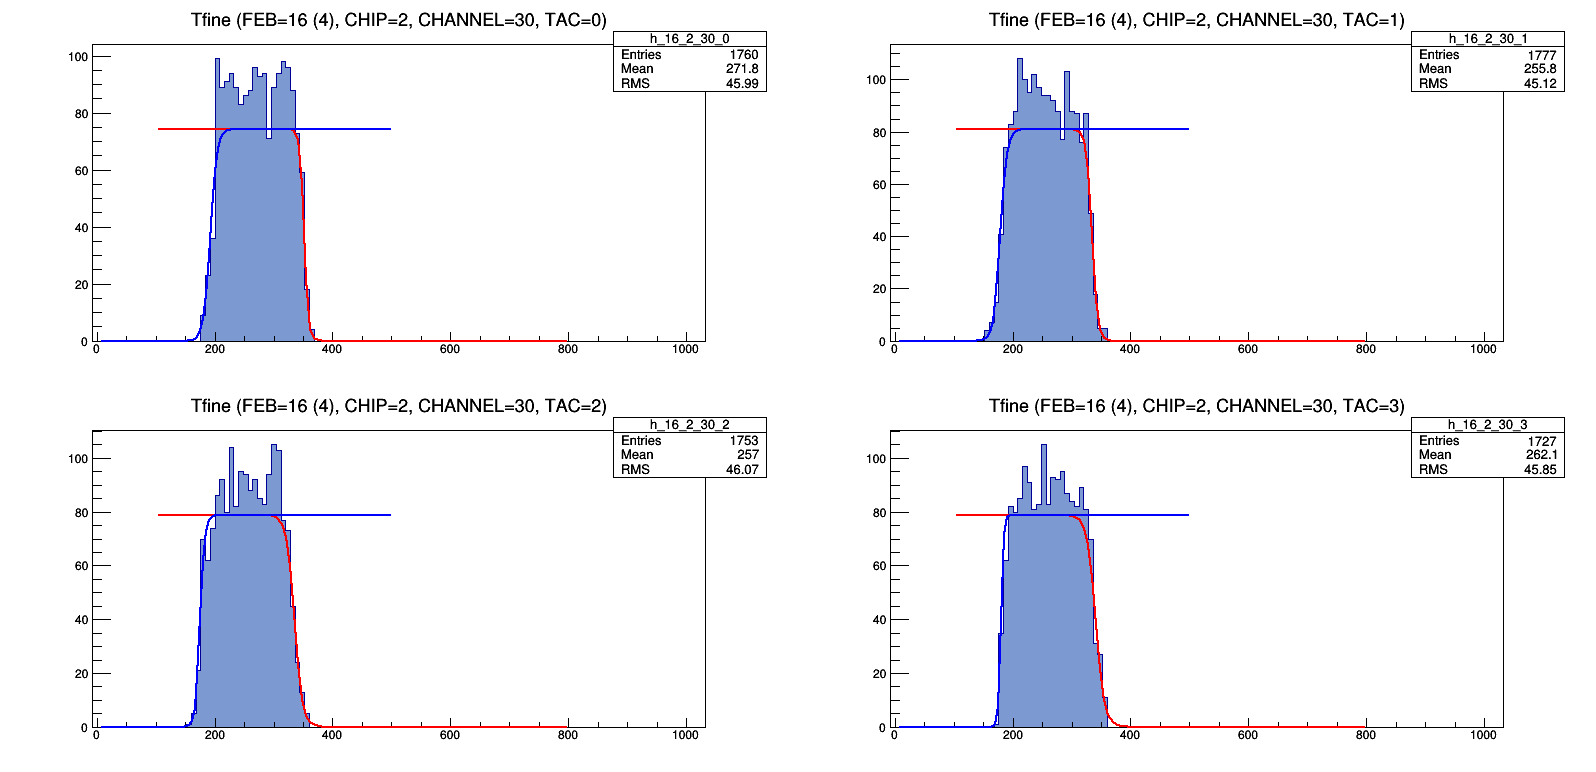 Tfine (FEB=16 (4), CHIP=2, CHANNEL=30, TAC=0)
h_16_2_30_0
Entries 1760
Mean 271.8
RMS 45.99
100
80
60
40
20
0
0 200 400 600 800 1000
Tfine (FEB=16 (4), CHIP=2, CHANNEL=30, TAC=1)
h_16_2_30_1
Entries 1777
Mean 255.8
RMS 45.12
100
80
60
40
20
0
0 200 400 600 800 1000
Tfine (FEB=16 (4), CHIP=2, CHANNEL=30, TAC=2)
h_16_2_30_2
Entries 1753
Mean 257
RMS 46.07
100
80
60
40
20
0
0 200 400 600 800 1000
Tfine (FEB=16 (4), CHIP=2, CHANNEL=30, TAC=3)
h_16_2_30_3
Entries 1727
Mean 262.1
RMS 45.85
100
80
60
40
20
0
0 200 400 600 800 1000